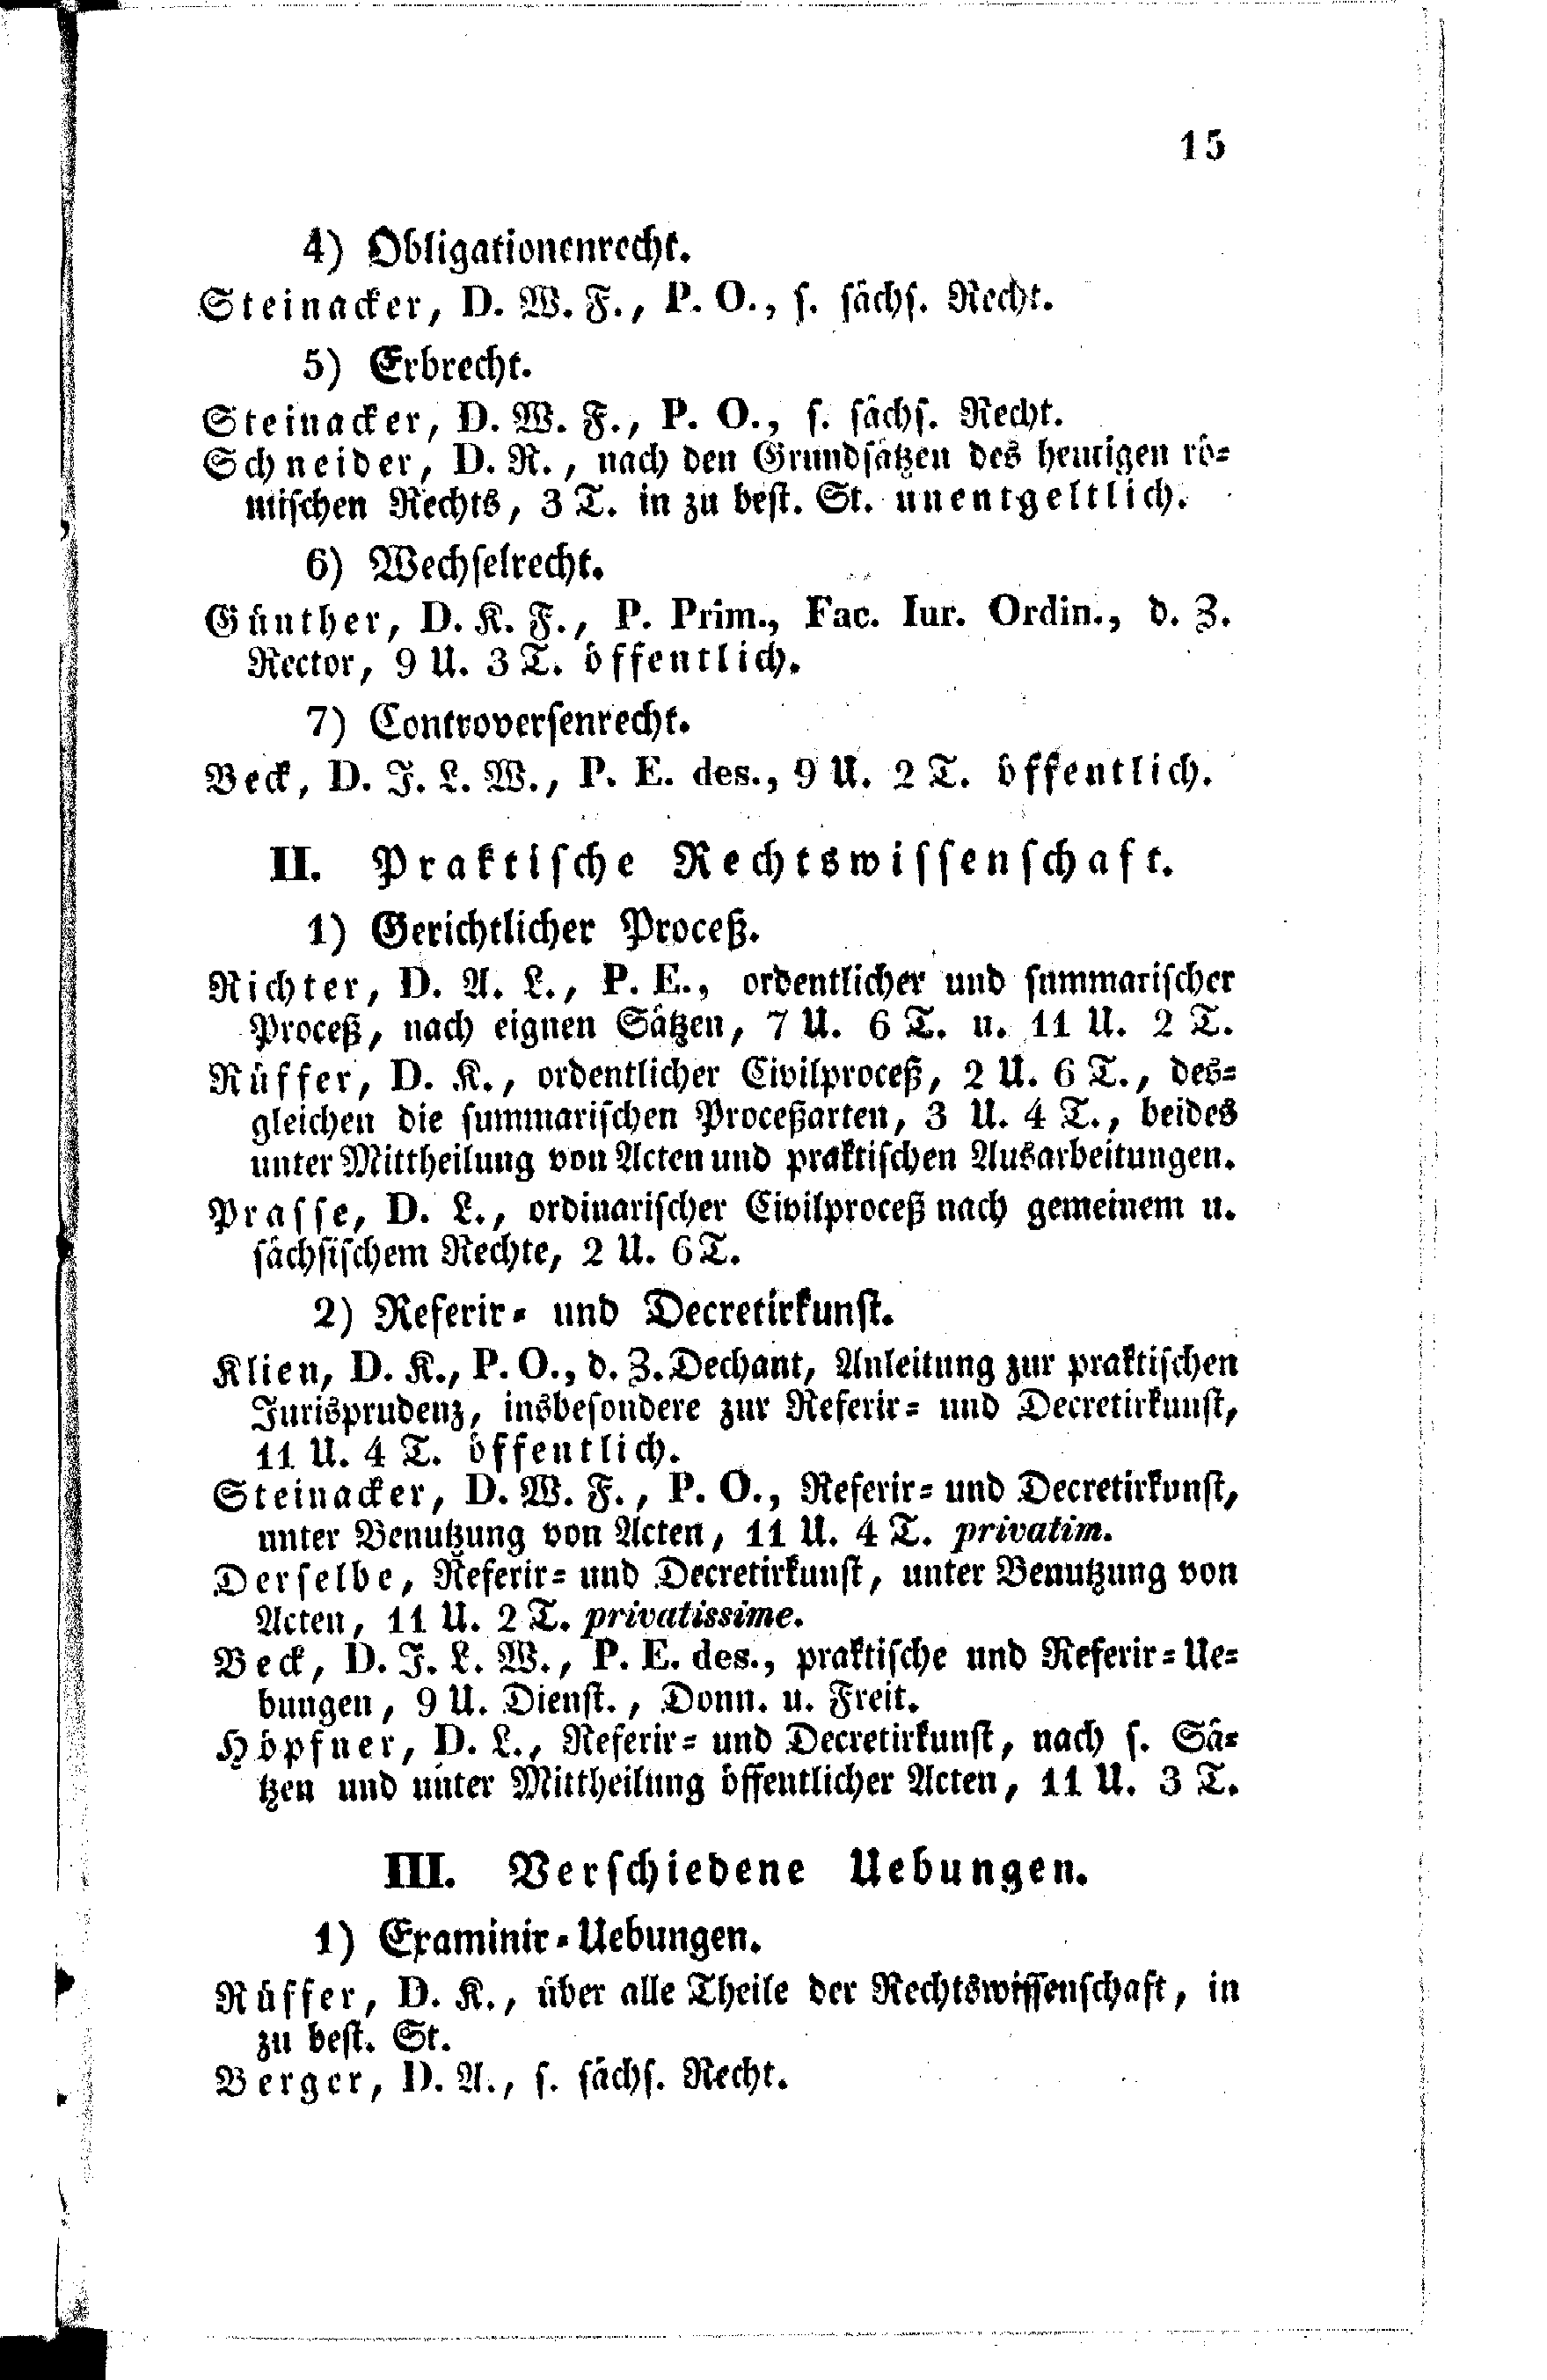 15
4) Obligationenrecht.
Steinacker, D. W. F., P. O., s. sächs. Recht.
5) Erbrecht.
Steinacker, D. W. F., P. O., s. sächs. Recht.
Schneider, D. R., nach den Grundsätzen des heutigen rö-
mischen Rechts, 3 T. in zu best. St. unentgeltlich.
6) Wechselrecht.
Günther, D. K. F., P. Prim., Fac. Iur. Ordin., d. Z.
Rector, 9 U. 3 T. öffentlich.
7) Controversenrecht.
Beck, D. J. L. W., P. E. des., 9 U. 2 T. öffentlich.
II. Praktische Rechtswissenschaft.
1) Gerichtlicher Proceß.
Richter, D. A. L., P. E., ordentlicher und summarischer
Proceß, nach eignen Sätzen, 7 U. 6 T. u. 11 U. 2 T.
Rüffer, D. K., ordentlicher Civilproceß, 2 U. 6 T., des-
gleichen die summarischen Proceßarten, 3 U. 4 T., beides
unter Mittheilung von Acten und praktischen Ausarbeitungen.
Prasse, D. L., ordinarischer Civilproceß nach gemeinem u.
sächsischem Rechte, 2 U. 6 T.
2) Referir- und Decretirkunst.
Klien, D. K., P. O., d. Z. Dechant, Anleitung zur praktischen
Jurisprudenz, insbesondere zur Referir- und Decretirkunst,
11 U. 4 T. öffentlich.
Steinacker, D. W. F., P. O., Referir- und Decretirkunst,
unter Benutzung von Acten, 11 U. 4 T. privatim.
Derselbe, Referir- und Decretirkunst, unter Benutzung von
Acten, 11 U. 2 T. privatissime.
Beck, D. J. L. W., P. E. des., praktische und Referir-Ue-
bungen, 9 U. Dienst., Donn. u. Freit.
Höpfner, D. L., Referir- und Decretirkunst, nach s. Sä-
tzen und unter Mittheilung öffentlicher Acten, 11 U. 3 T.
III. Verschiedene Uebungen.
1) Examinir-Uebungen.
Rüffer, D. K., über alle Theile der Rechtswissenschaft, in
zu best. St.
Berger, D. A., s. sächs. Recht.